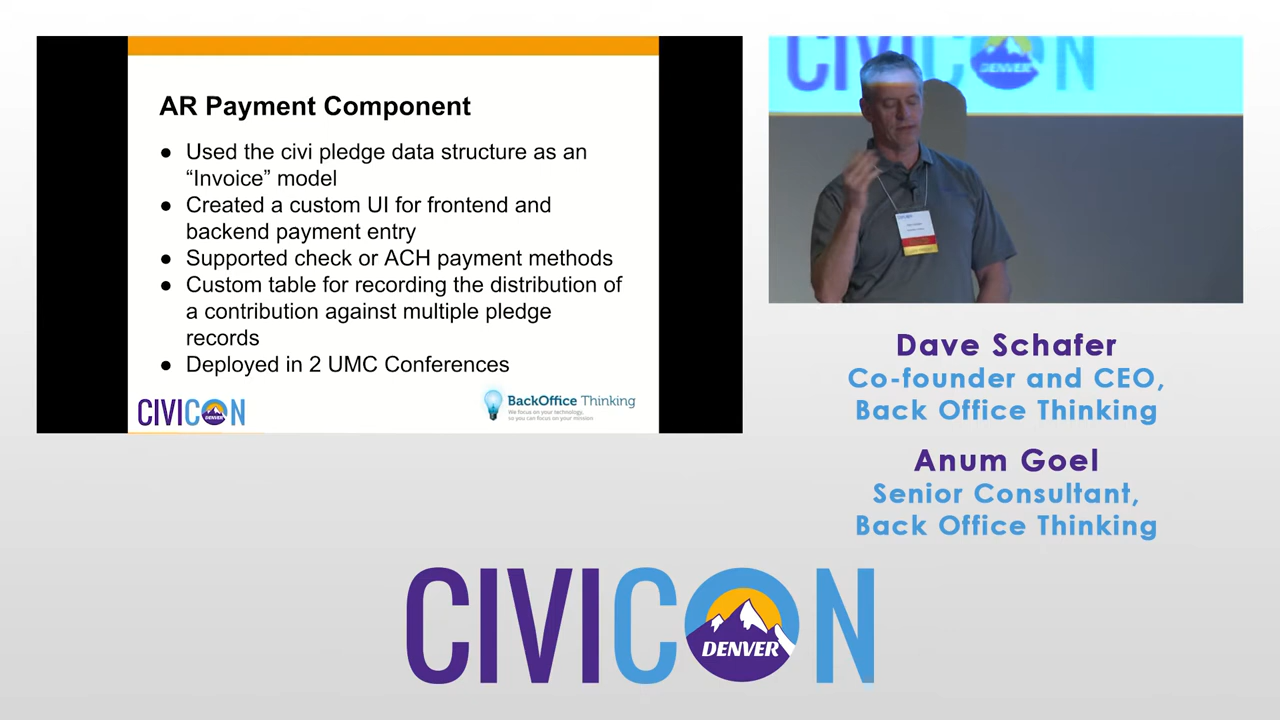 AR Payment Component
● Used the civi pledge data structure as an
“Invoice” model
● Created a custom UI for frontend and
backend payment entry
● Supported check or ACH payment methods
● Custom table for recording the distribution of
a contribution against multiple pledge
records
● Deployed in 2 UMC Conferences
CIVICON
DENVER
BackOffice Thinking
We focus on your technology,
so you can focus on your mission
CIVICON
DENVER
Dave Schafer
Co-founder and CEO,
Back Office Thinking
Anum Goel
Senior Consultant,
Back Office Thinking
CIVICON
DENVER